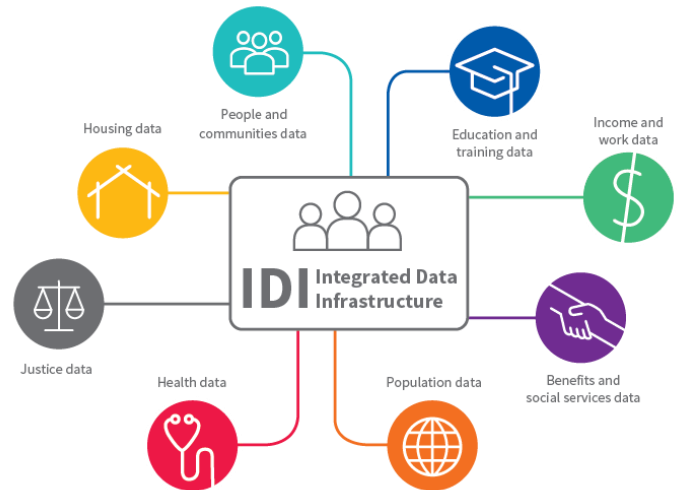 People and
communities data
Education and
training data
Housing data
Income and
work data
IDI
Integrated Data
Infrastructure
Justice data
Benefits and
social services data
Health data
Population data